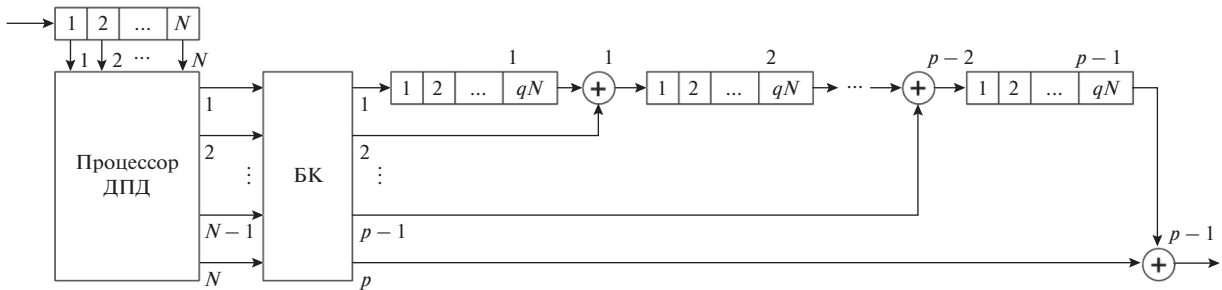 1 2 ... N
1 2 ... N
Процессор
ДПД
1
2
⋮
N – 1
N
БК
1
2
⋮
p – 1
p
1
1 2 ... qN
1
+
2
1 2 ... qN
...
p – 2
+
p – 1
1 2 ... qN
p – 1
+